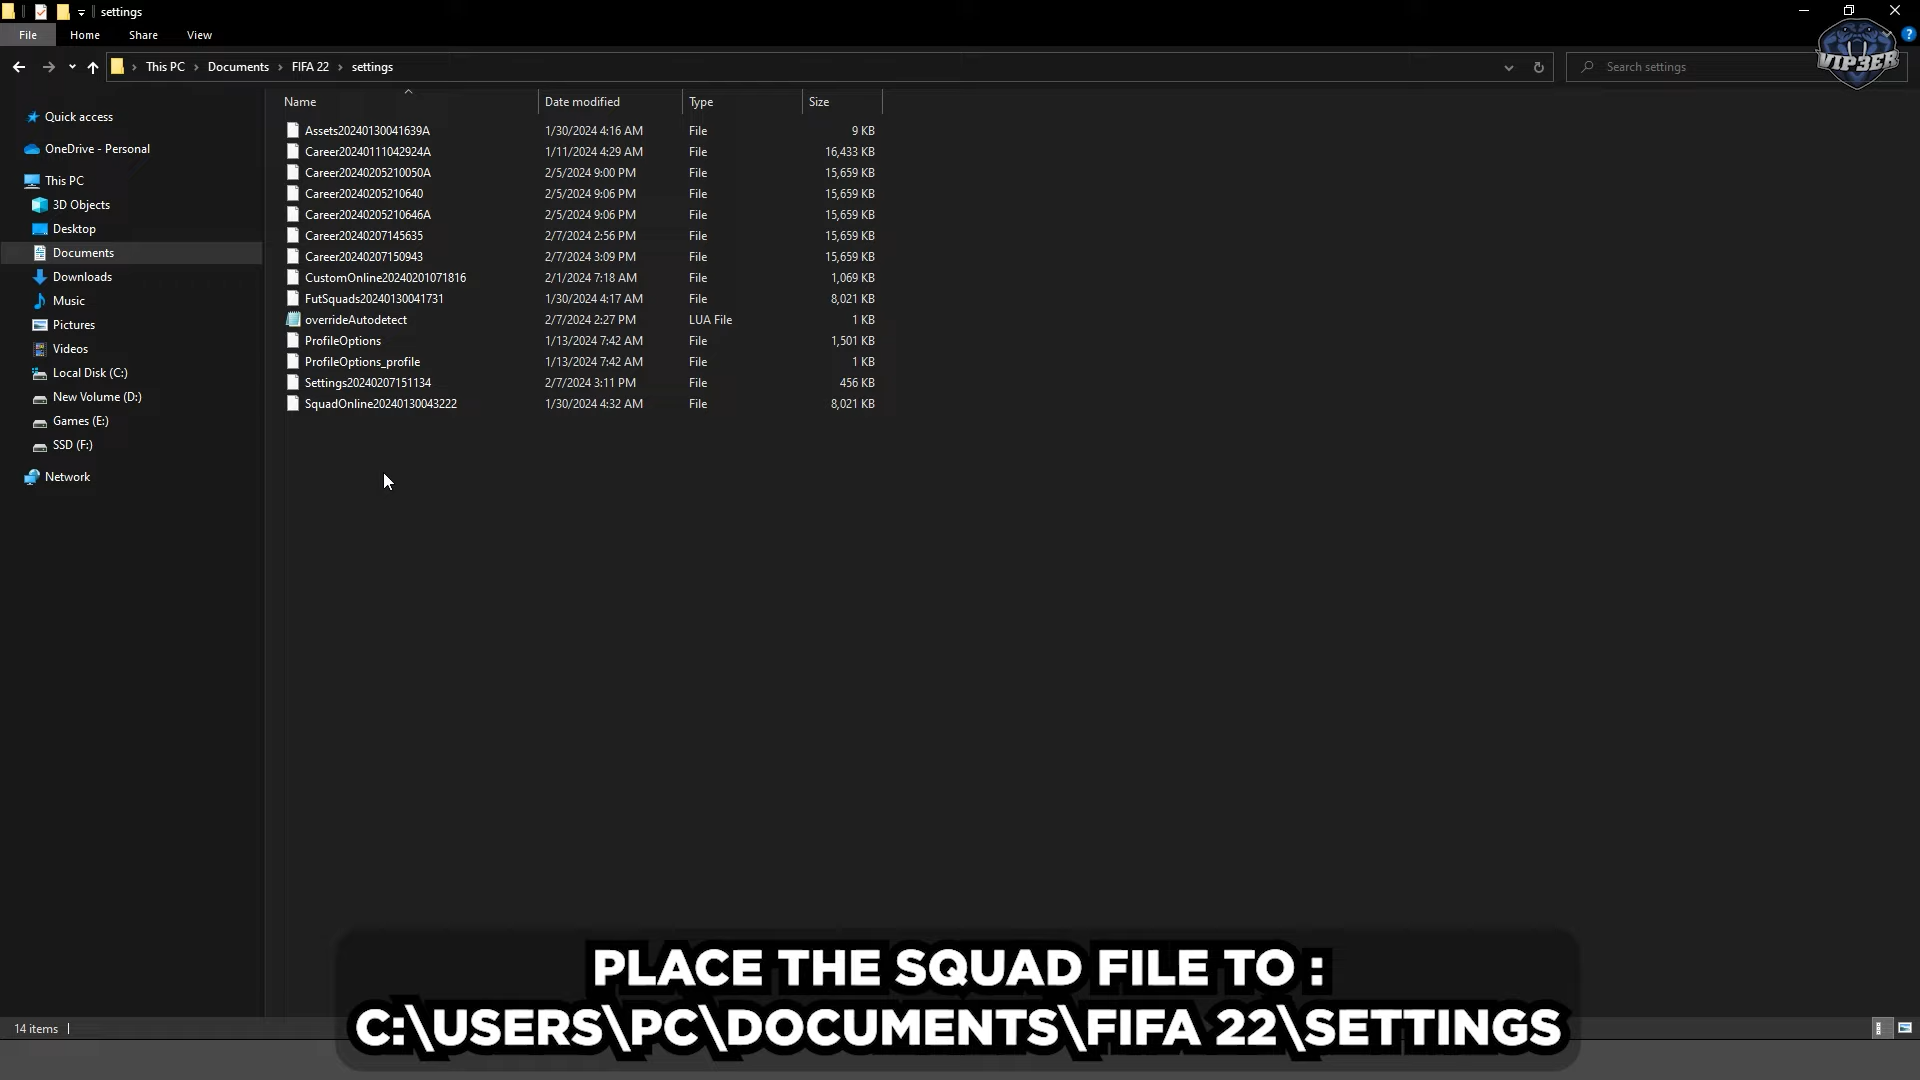 settings
File Home Share View
This PC Documents FIFA 22 settings
Search settings
VIP3ER
?
Name Date modified Type Size
Quick access
OneDrive - Personal
This PC
3D Objects
Desktop
Documents
Downloads
Music
Pictures
Videos
Local Disk (C:)
New Volume (D:)
Games (E:)
SSD (F:)
Network
Assets20240130041639A 1/30/2024 4:16 AM File 9 KB
Career20240111042924A 1/11/2024 4:29 AM File 16,433 KB
Career20240205210050A 2/5/2024 9:00 PM File 15,659 KB
Career20240205210640 2/5/2024 9:06 PM File 15,659 KB
Career20240205210646A 2/5/2024 9:06 PM File 15,659 KB
Career20240207145635 2/7/2024 2:56 PM File 15,659 KB
Career20240207150943 2/7/2024 3:09 PM File 15,659 KB
CustomOnline20240201071816 2/1/2024 7:18 AM File 1,069 KB
FutSquads20240130041731 1/30/2024 4:17 AM File 8,021 KB
overrideAutodetect 2/7/2024 2:27 PM LUA File 1 KB
ProfileOptions 1/13/2024 7:42 AM File 1,501 KB
ProfileOptions_profile 1/13/2024 7:42 AM File 1 KB
Settings20240207151134 2/7/2024 3:11 PM File 456 KB
SquadOnline20240130043222 1/30/2024 4:32 AM File 8,021 KB
PLACE THE SQUAD FILE TO :
C:\USERS\PC\DOCUMENTS\FIFA 22\SETTINGS
14 items